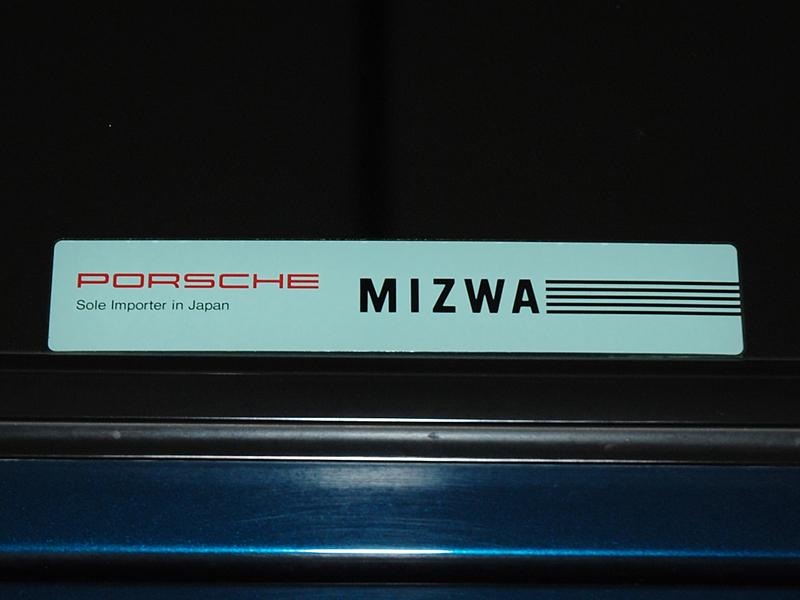 PORSCHE
Sole Importer in Japan
MIZWA